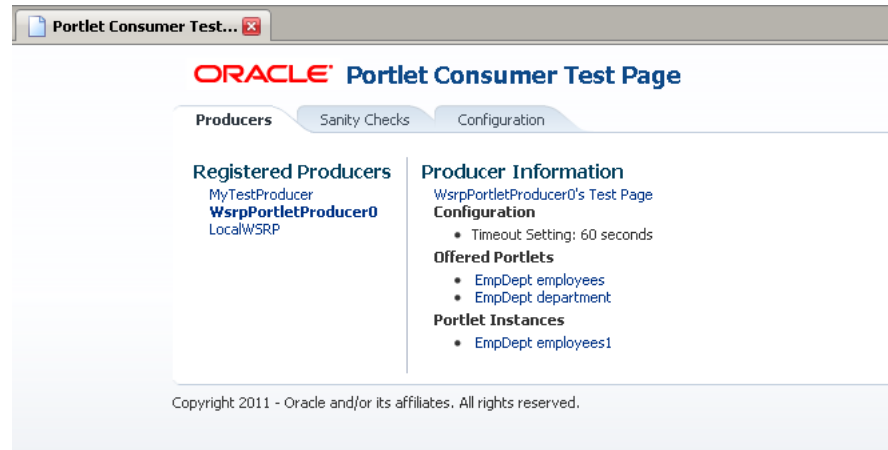 Portlet Consumer Test...
ORACLE Portlet Consumer Test Page
Producers Sanity Checks Configuration
Registered Producers
MyTestProducer
WsrpPortletProducer0
LocalWSRP
Producer Information
WsrpPortletProducer0's Test Page
Configuration
• Timeout Setting: 60 seconds
Offered Portlets
• EmpDept employees
• EmpDept department
Portlet Instances
• EmpDept employees1
Copyright 2011 - Oracle and/or its affiliates. All rights reserved.